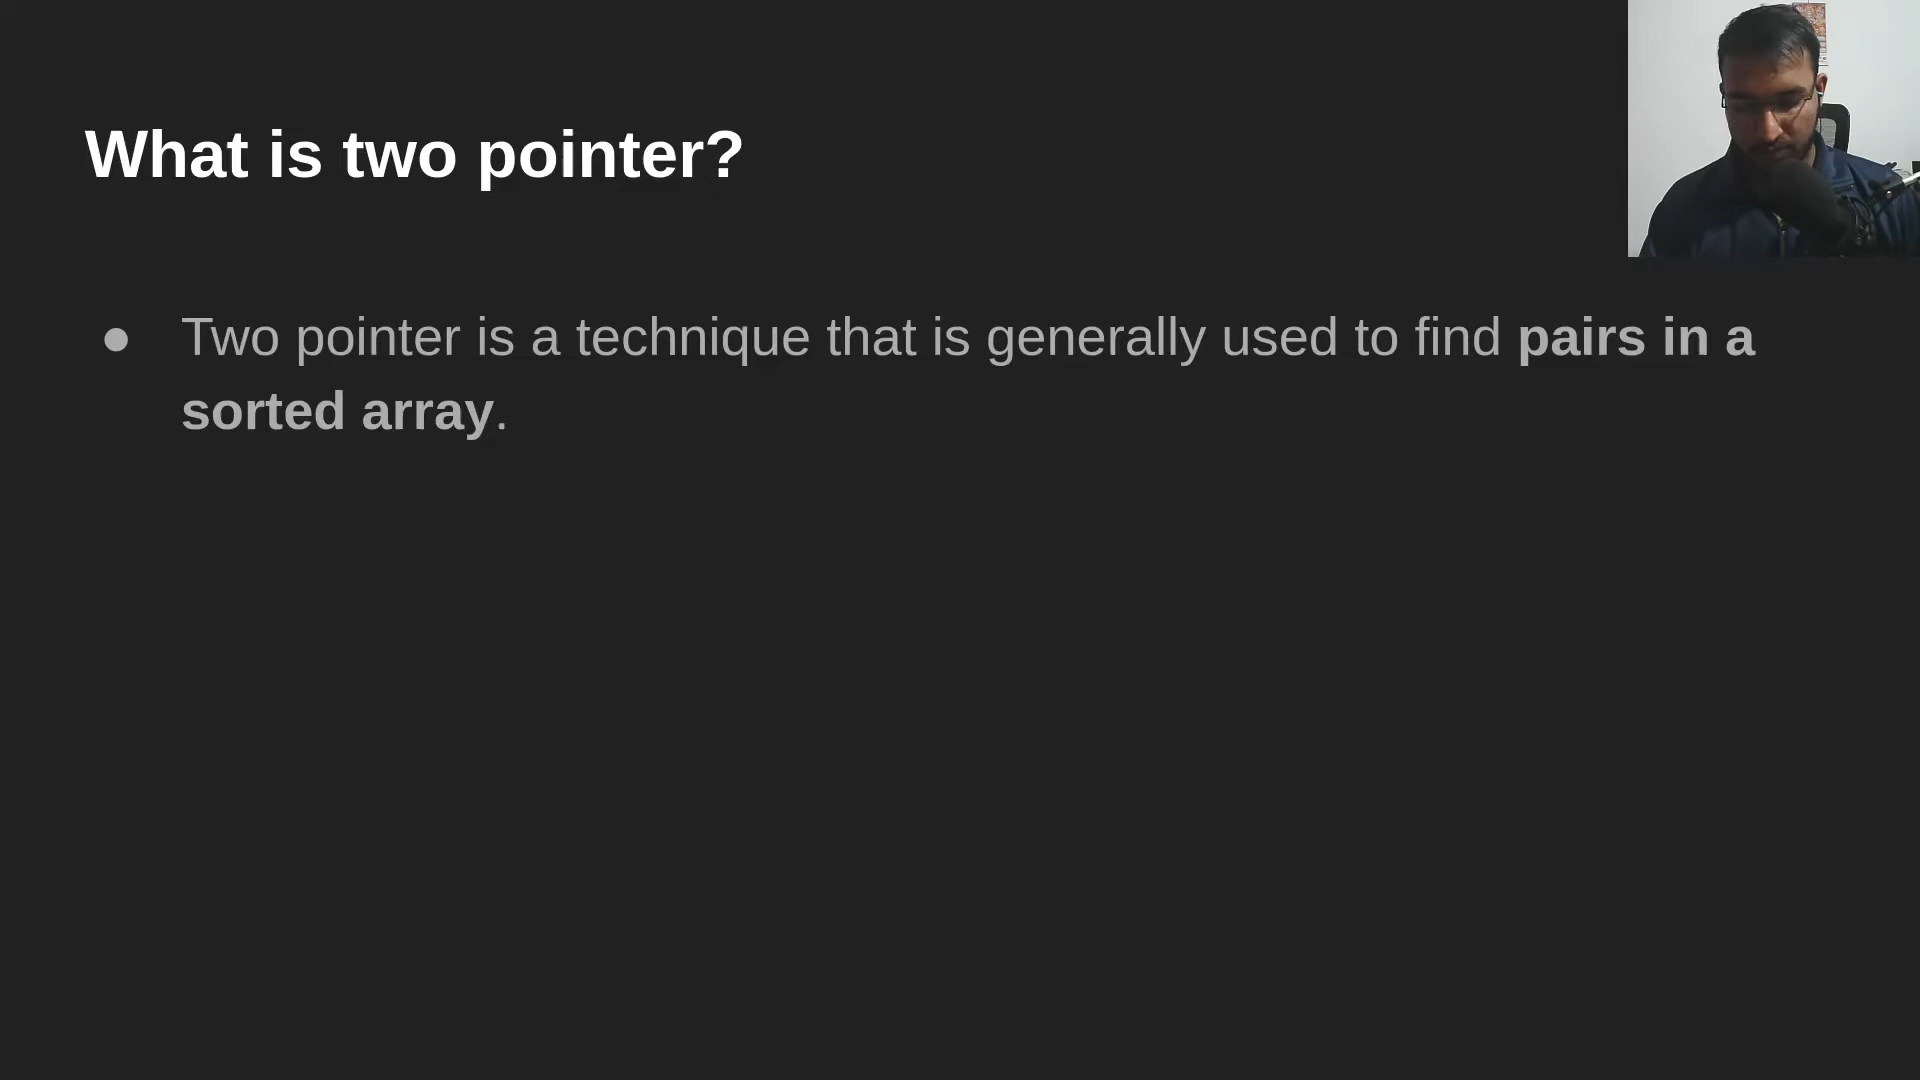 What is two pointer?
● Two pointer is a technique that is generally used to find pairs in a
sorted array.